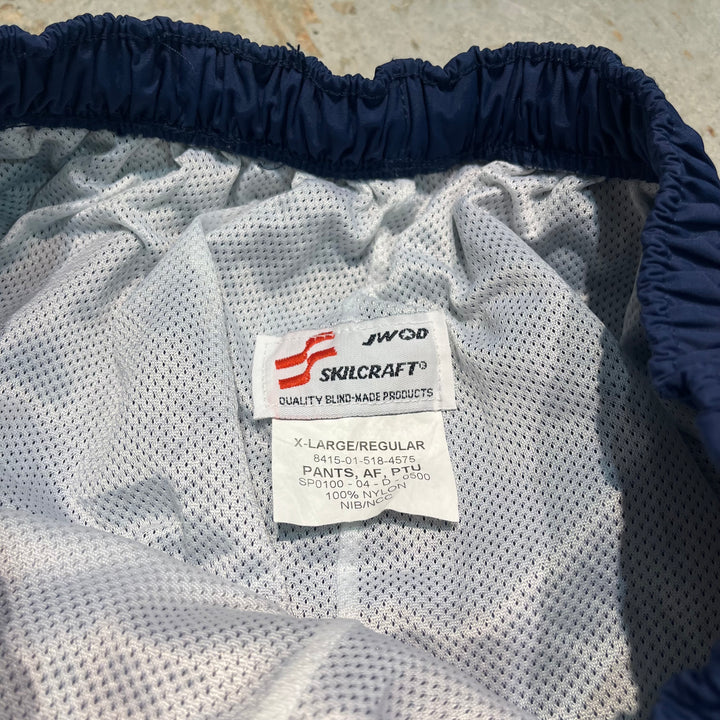 JWOD
SKILCRAFT®
QUALITY BLIND-MADE PRODUCTS
X-LARGE/REGULAR
8415-01-518-4575
PANTS, AF, PTU
SP0100 - 04 - D - 0500
100% NYLON
NIB/NCC